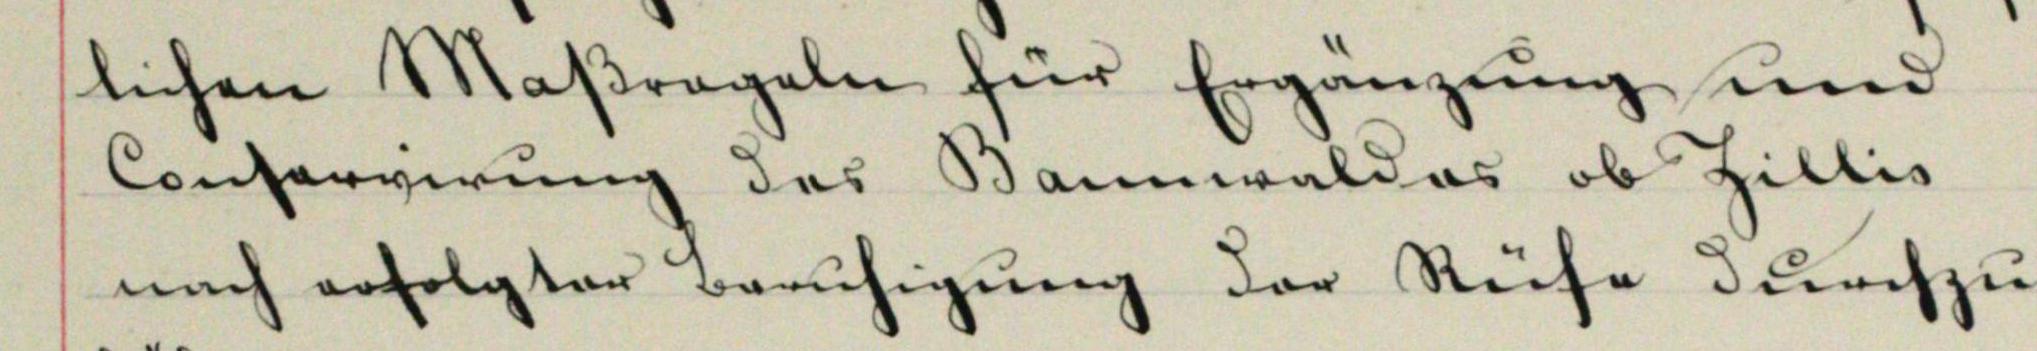 lichen Maßregeln für Ergänzung und
Conservirung des Bannwaldes ob Zillis
nach erfolgter Beruhigung der Rüfe durchzu